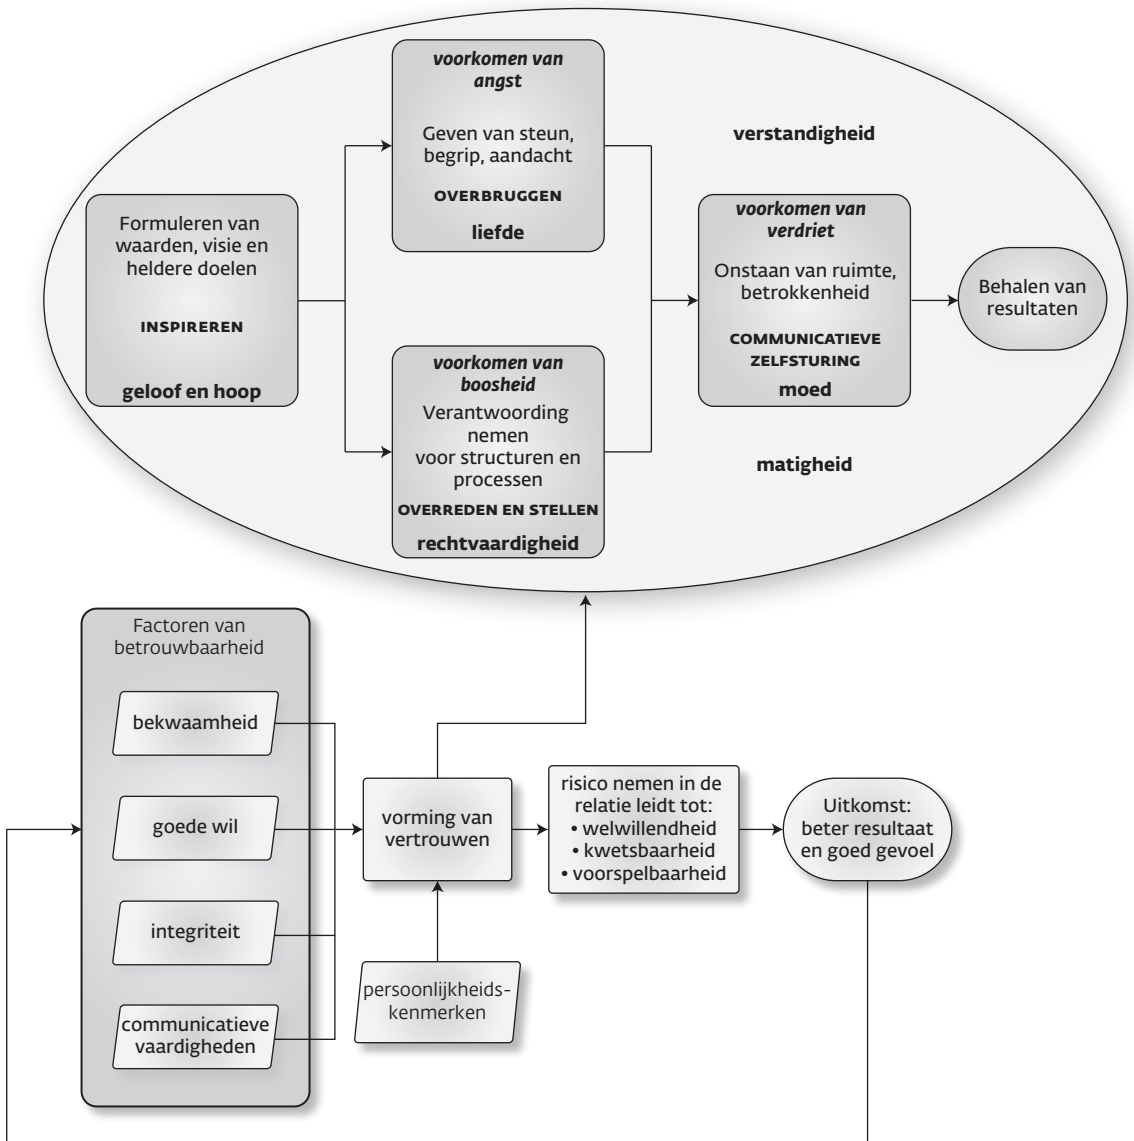 voorkomen van
angst
Geven van steun,
begrip, aandacht
OVERBRUGGEN
liefde
verstandigheid
Formuleren van
waarden, visie en
heldere doelen
INSPIREREN
geloof en hoop
voorkomen van
boosheid
Verantwoording
nemen
voor structuren en
processen
OVERREDEN EN STELLEN
rechtvaardigheid
voorkomen van
verdriet
Onstaan van ruimte,
betrokkenheid
COMMUNICATIEVE
ZELFSTURING
moed
Behalen van
resultaten
matigheid
Factoren van
betrouwbaarheid
bekwaamheid
goede wil
integriteit
communicatieve
vaardigheden
vorming van
vertrouwen
persoonlijkheids-
kenmerken
risico nemen in de
relatie leidt tot:
• welwillendheid
• kwetsbaarheid
• voorspelbaarheid
Uitkomst:
beter resultaat
en goed gevoel